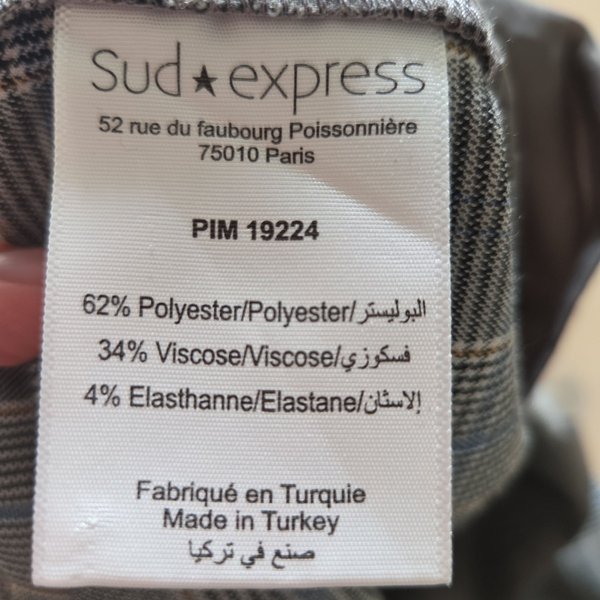 Sud★express
52 rue du faubourg Poissonnière
75010 Paris
PIM 19224
62% Polyester/Polyester/البوليستر
34% Viscose/Viscose/فسكوزي
4% Elasthanne/Elastane/إلاستان
Fabriqué en Turquie
Made in Turkey
صنع في تركيا